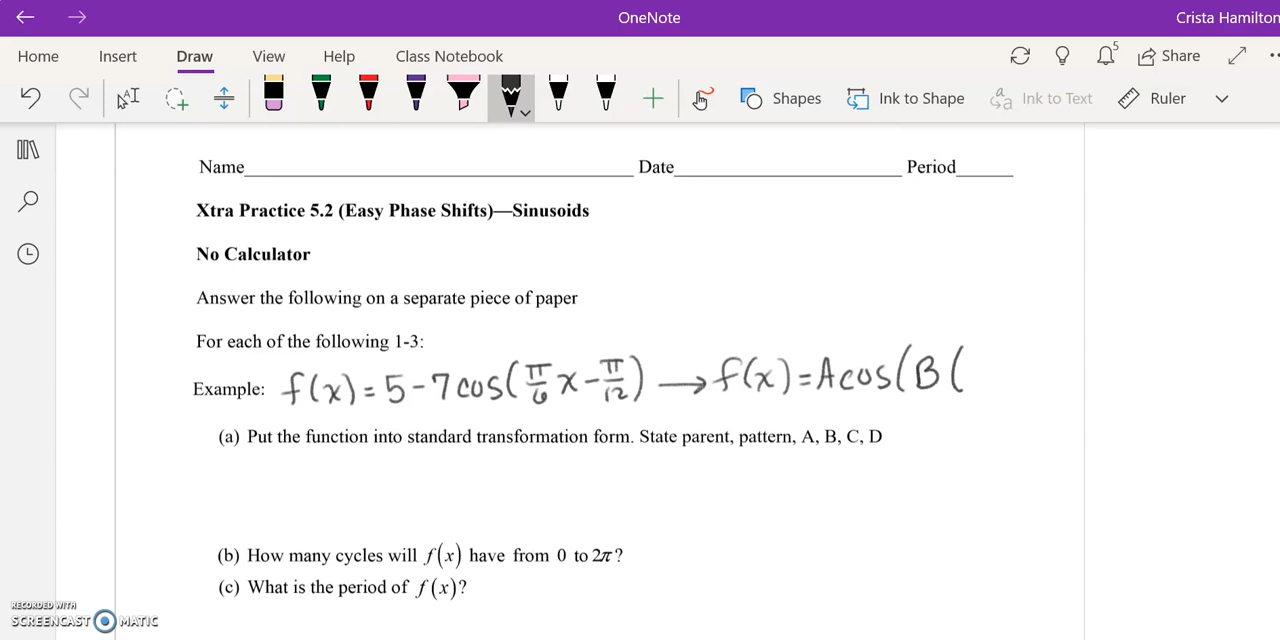 OneNote
Crista Hamilton
Home Insert Draw View Help Class Notebook 5 Share
Shapes Ink to Shape Ink to Text Ruler
Name Date Period
Xtra Practice 5.2 (Easy Phase Shifts)—Sinusoids
No Calculator
Answer the following on a separate piece of paper
For each of the following 1-3:
Example: f(x) = 5 - 7cos(π/6 x - π/12) → f(x) = Acos(B(
(a) Put the function into standard transformation form. State parent, pattern, A, B, C, D
(b) How many cycles will f(x) have from 0 to 2π?
(c) What is the period of f(x)?
RECORDED WITH
SCREENCAST MATIC